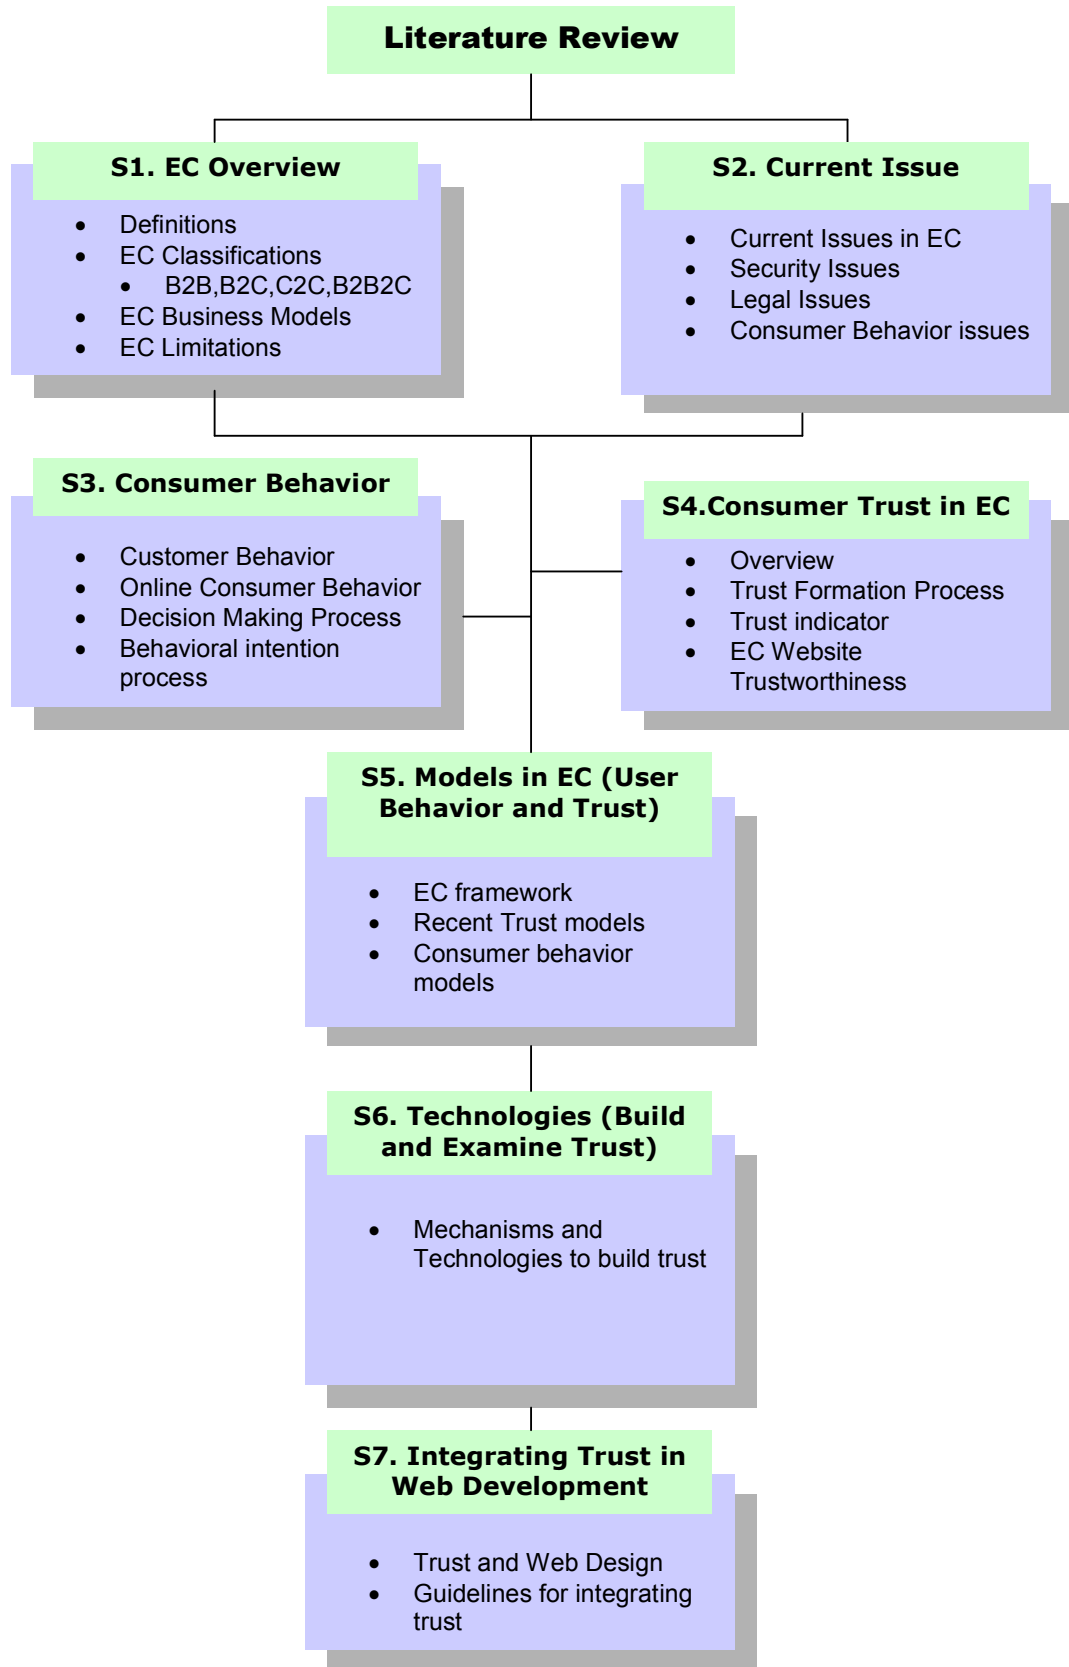 Literature Review
S1. EC Overview
• Definitions
• EC Classifications
• B2B,B2C,C2C,B2B2C
• EC Business Models
• EC Limitations
S2. Current Issue
• Current Issues in EC
• Security Issues
• Legal Issues
• Consumer Behavior issues
S3. Consumer Behavior
• Customer Behavior
• Online Consumer Behavior
• Decision Making Process
• Behavioral intention
process
S4.Consumer Trust in EC
• Overview
• Trust Formation Process
• Trust indicator
• EC Website
Trustworthiness
S5. Models in EC (User
Behavior and Trust)
• EC framework
• Recent Trust models
• Consumer behavior
models
S6. Technologies (Build
and Examine Trust)
• Mechanisms and
Technologies to build trust
S7. Integrating Trust in
Web Development
• Trust and Web Design
• Guidelines for integrating
trust